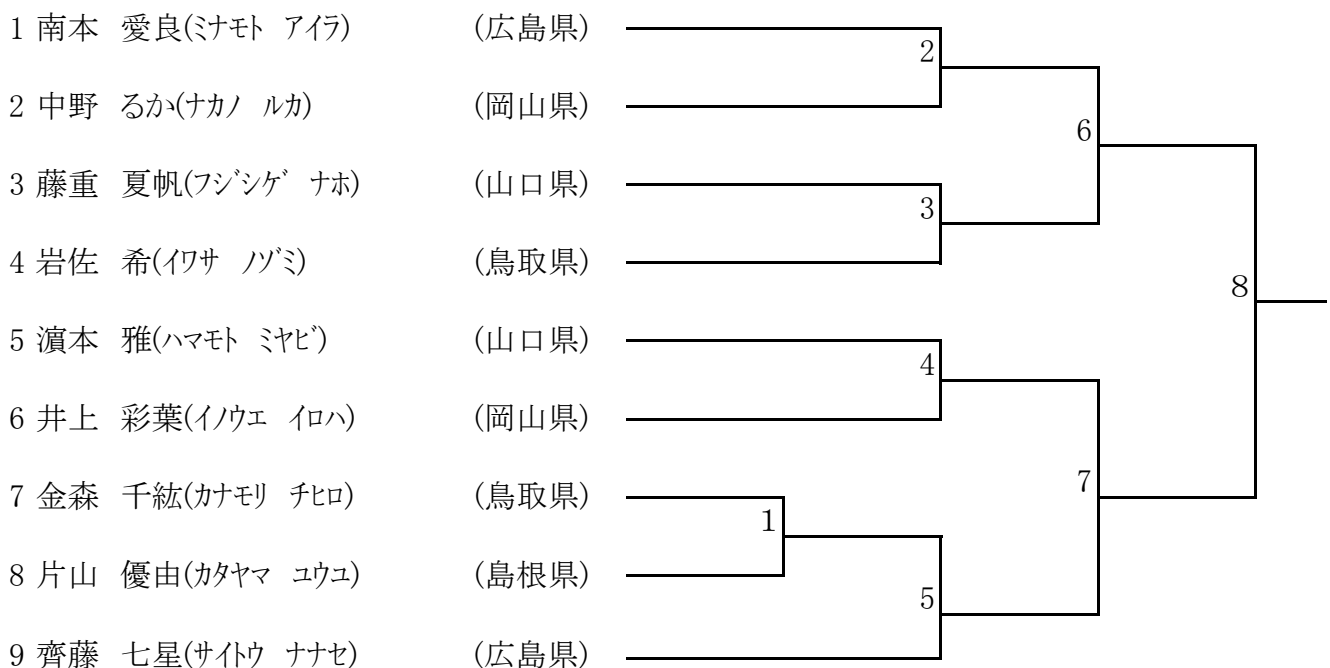 1 南本 愛良(ミナモト アイラ) (広島県)
2
2 中野 るか(ナカノ ルカ) (岡山県)
6
3 藤重 夏帆(フジシゲ ナホ) (山口県)
3
4 岩佐 希(イワサ ノゾミ) (鳥取県)
8
5 濵本 雅(ハマモト ミヤビ) (山口県)
4
6 井上 彩葉(イノウエ イロハ) (岡山県)
7
7 金森 千紘(カナモリ チヒロ) (鳥取県)
1
8 片山 優由(カタヤマ ユウユ) (島根県)
5
9 齊藤 七星(サイトウ ナナセ) (広島県)